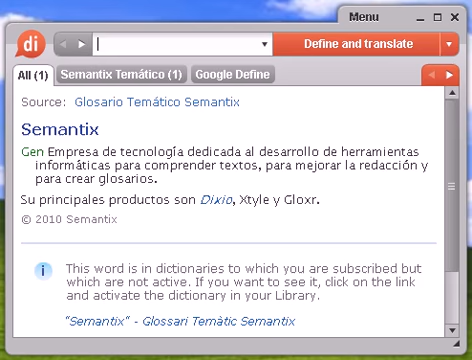 Menu
di
Define and translate
All (1)
Semantix Temático (1)
Google Define
Source: Glosario Temático Semantix
Semantix
Gen Empresa de tecnología dedicada al desarrollo de herramientas
informáticas para comprender textos, para mejorar la redacción y
para crear glosarios.
Su principales productos son Dixio, Xtyle y Gloxr.
© 2010 Semantix
This word is in dictionaries to which you are subscribed but
which are not active. If you want to see it, click on the link
and activate the dictionary in your Library.
"Semantix" - Glossari Temàtic Semantix